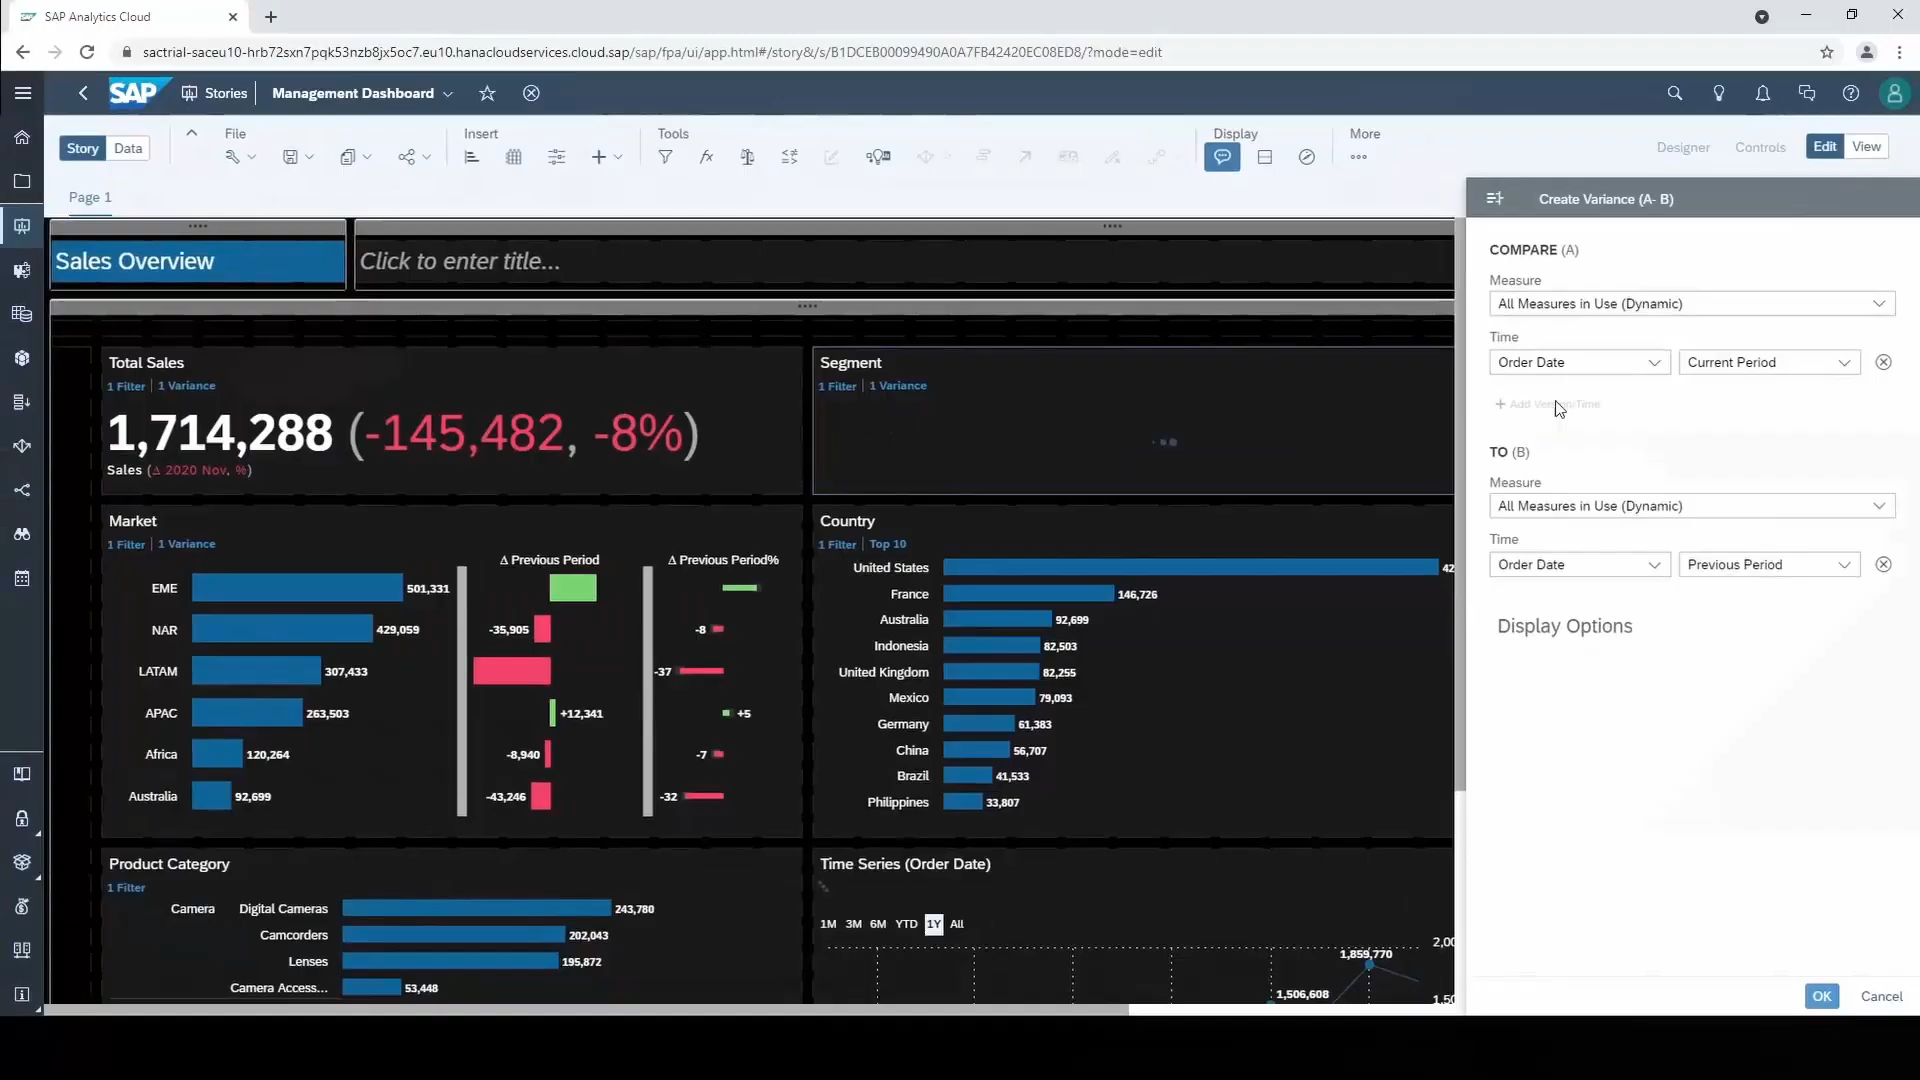 SAP Analytics Cloud
sactrial-saceu10-hrb72sxn7pqk53nzb8jx5oc7.eu10.hanacloudservices.cloud.sap/sap/fpa/ui/app.html#/story&/s/B1DCEB00099490A0A7FB42420EC08ED8/?mode=edit
SAP Stories Management Dashboard
File Insert Tools Display More
Story Data Designer Controls Edit View
Page 1
Create Variance (A- B)
Sales Overview
Click to enter title...
COMPARE (A)
Measure
All Measures in Use (Dynamic)
Time
Order Date Current Period
+ Add Version/Time
TO (B)
Measure
All Measures in Use (Dynamic)
Time
Order Date Previous Period
Display Options
OK Cancel
Total Sales
1 Filter | 1 Variance
1,714,288 (-145,482, -8%)
Sales (Δ 2020 Nov, %)
Segment
1 Filter | 1 Variance
Market
1 Filter | 1 Variance
Δ Previous Period Δ Previous Period%
EME 501,331
NAR 429,059 -35,905 -8
LATAM 307,433 -37
APAC 263,503 +12,341 +5
Africa 120,264 -8,940 -7
Australia 92,699 -43,246 -32
Country
1 Filter | Top 10
United States 42
France 146,726
Australia 92,699
Indonesia 82,503
United Kingdom 82,255
Mexico 79,093
Germany 61,383
China 56,707
Brazil 41,533
Philippines 33,807
Product Category
1 Filter
Camera Digital Cameras 243,780
Camcorders 202,043
Lenses 195,872
Camera Access... 53,448
Time Series (Order Date)
1M 3M 6M YTD 1Y All
2,00
1,859,770
1,506,608
1,50